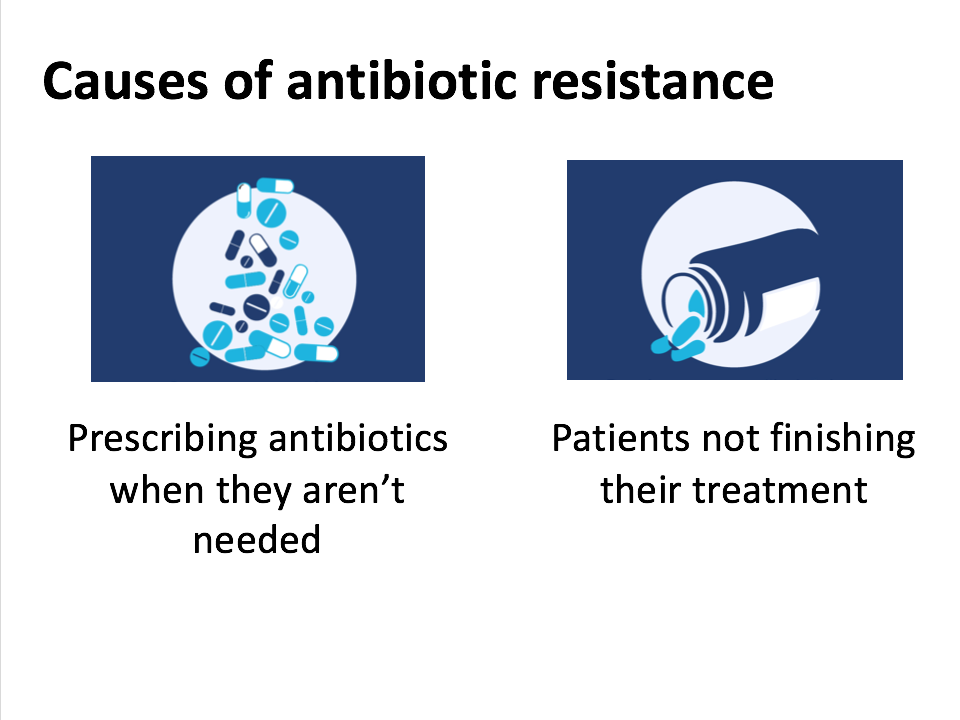 Causes of antibiotic resistance
Prescribing antibiotics
when they aren’t
needed
Patients not finishing
their treatment